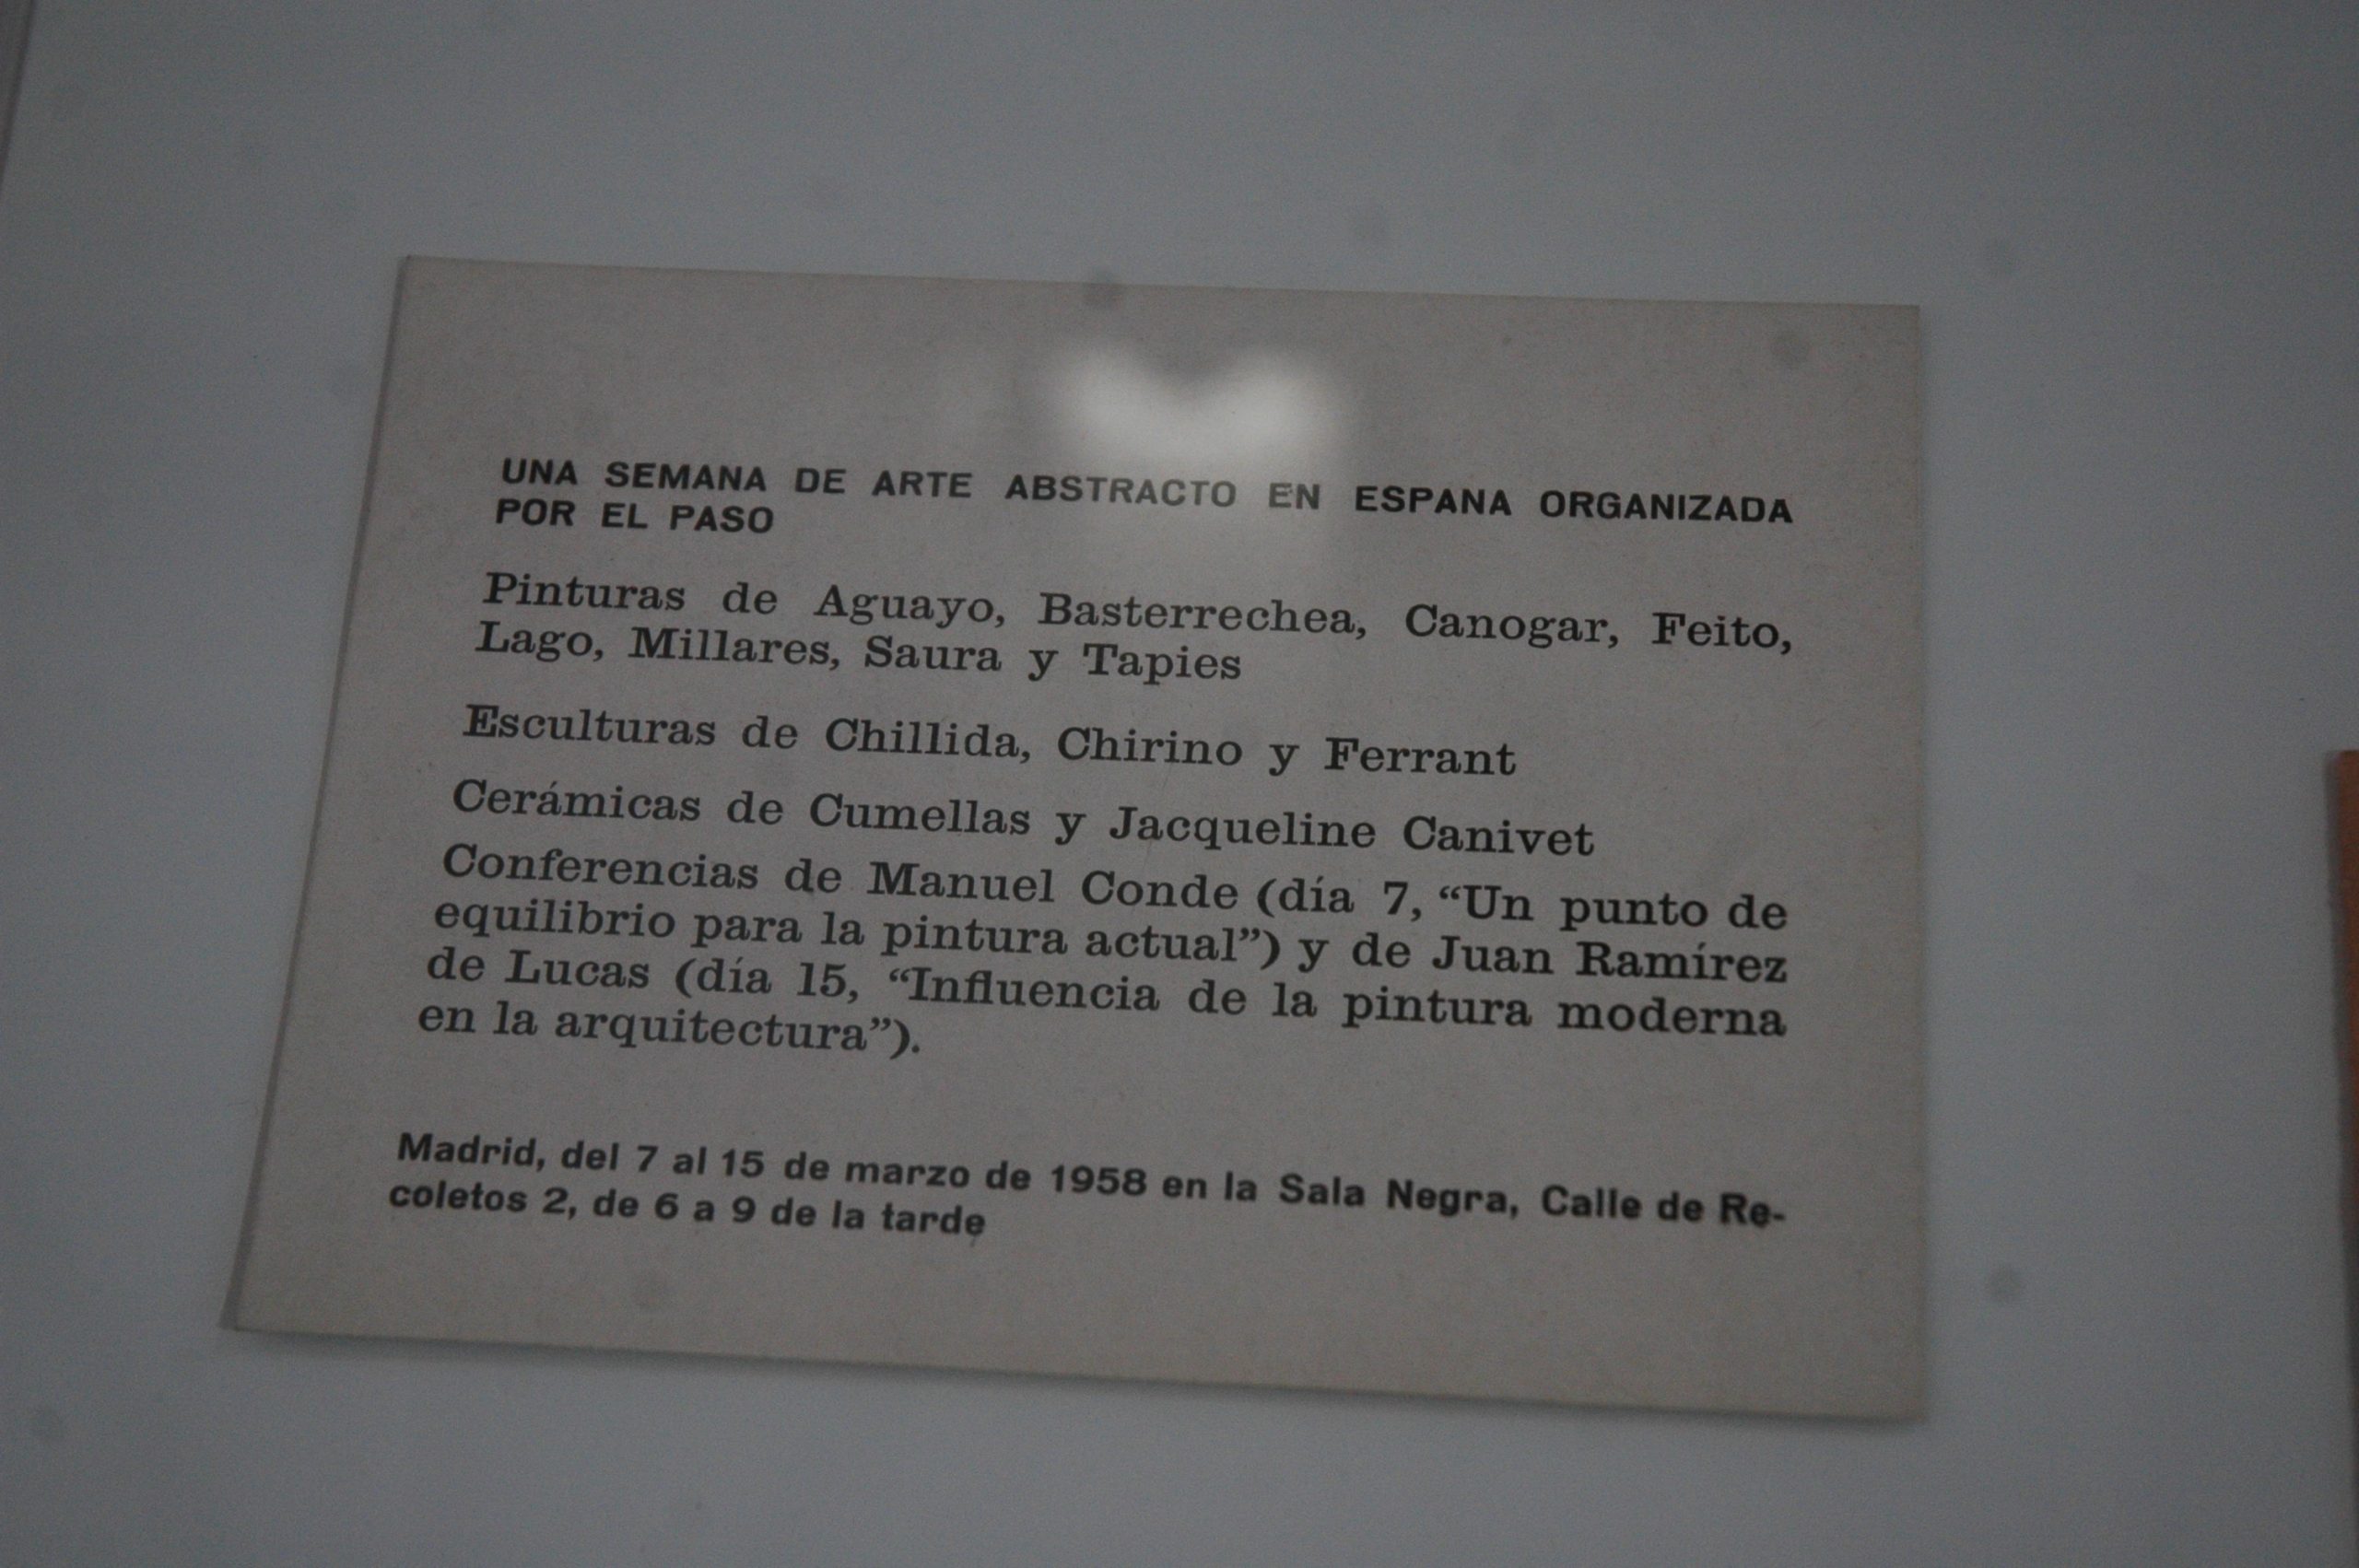 UNA SEMANA DE ARTE ABSTRACTO EN ESPANA ORGANIZADA
POR EL PASO
Pinturas de Aguayo, Basterrechea, Canogar, Feito,
Lago, Millares, Saura y Tapies
Esculturas de Chillida, Chirino y Ferrant
Cerámicas de Cumellas y Jacqueline Canivet
Conferencias de Manuel Conde (día 7, “Un punto de
equilibrio para la pintura actual”) y de Juan Ramírez
de Lucas (día 15, “Influencia de la pintura moderna
en la arquitectura”).
Madrid, del 7 al 15 de marzo de 1958 en la Sala Negra, Calle de Re-
coletos 2, de 6 a 9 de la tarde